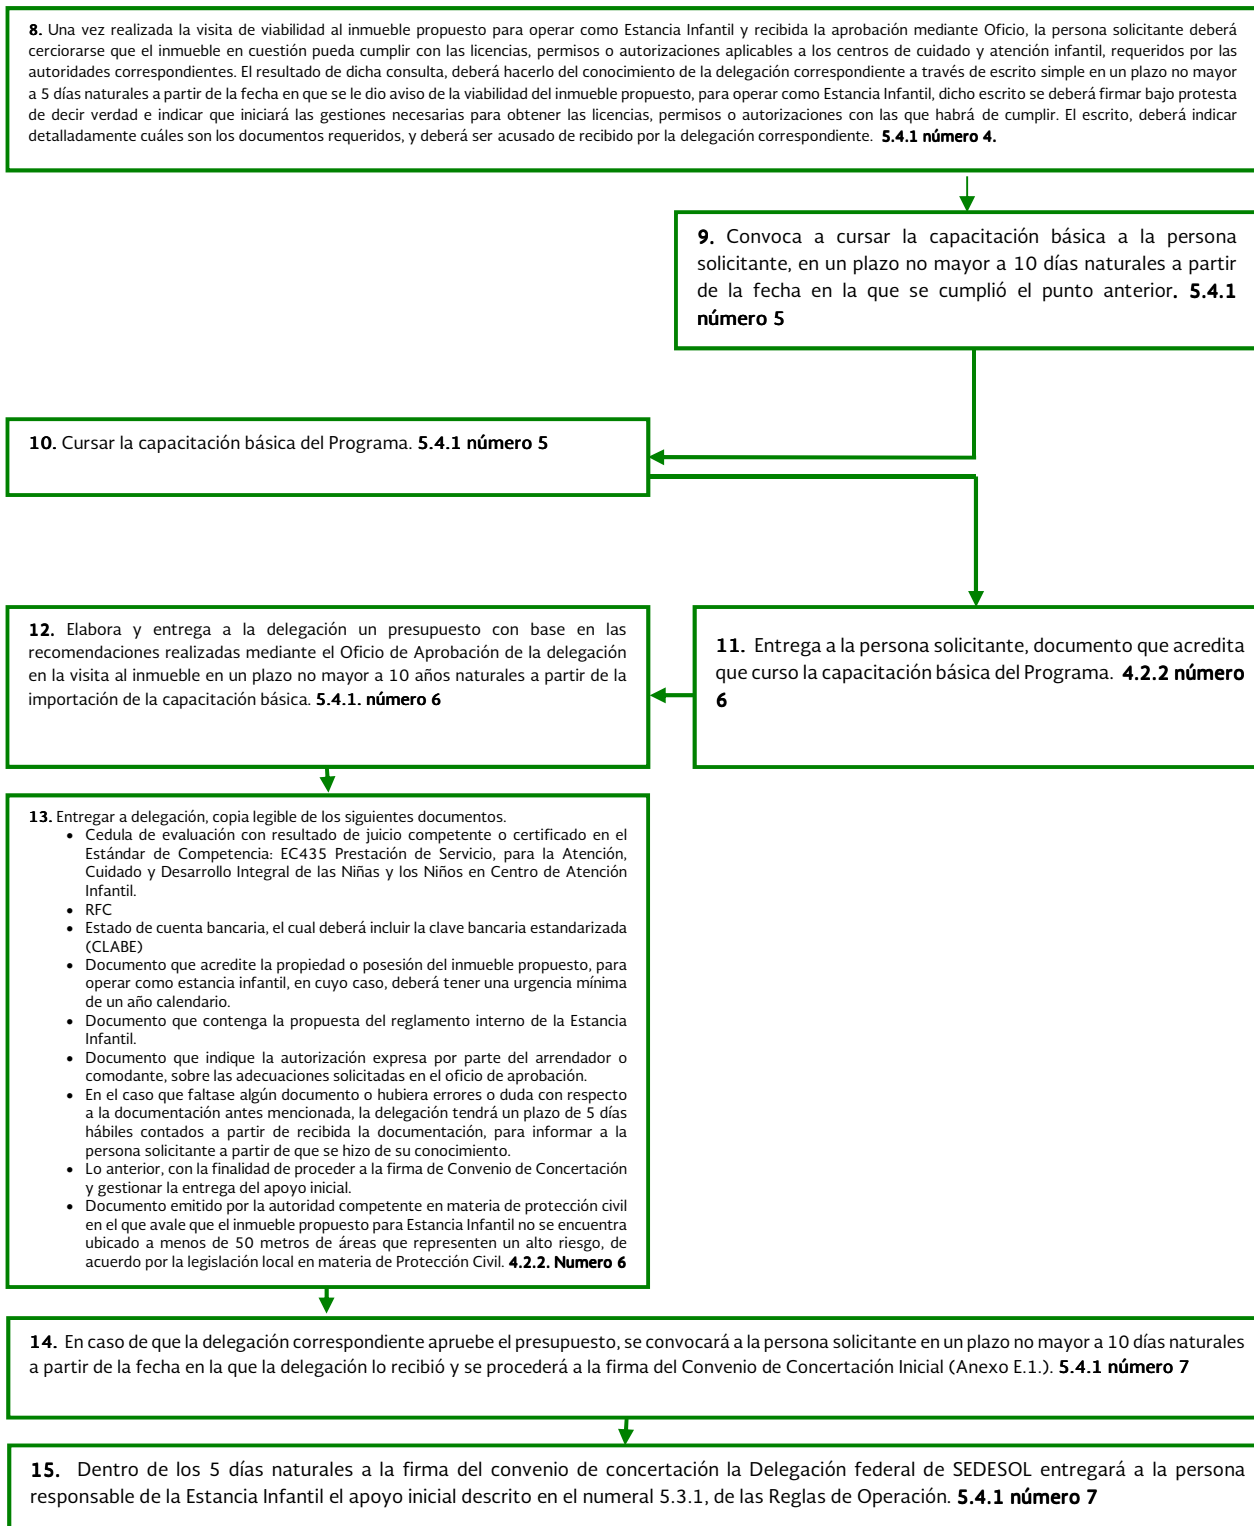 8. Una vez realizada la visita de viabilidad al inmueble propuesto para operar como Estancia Infantil y recibida la aprobación mediante Oficio, la persona solicitante deberá
cerciorarse que el inmueble en cuestión pueda cumplir con las licencias, permisos o autorizaciones aplicables a los centros de cuidado y atención infantil, requeridos por las
autoridades correspondientes. El resultado de dicha consulta, deberá hacerlo del conocimiento de la delegación correspondiente a través de escrito simple en un plazo no mayor
a 5 días naturales a partir de la fecha en que se le dio aviso de la viabilidad del inmueble propuesto, para operar como Estancia Infantil, dicho escrito se deberá firmar bajo protesta
de decir verdad e indicar que iniciará las gestiones necesarias para obtener las licencias, permisos o autorizaciones con las que habrá de cumplir. El escrito, deberá indicar
detalladamente cuáles son los documentos requeridos, y deberá ser acusado de recibido por la delegación correspondiente. 5.4.1 número 4.
9. Convoca a cursar la capacitación básica a la persona
solicitante, en un plazo no mayor a 10 días naturales a partir
de la fecha en la que se cumplió el punto anterior. 5.4.1
número 5
10. Cursar la capacitación básica del Programa. 5.4.1 número 5
11. Entrega a la persona solicitante, documento que acredita
que curso la capacitación básica del Programa. 4.2.2 número
6
12. Elabora y entrega a la delegación un presupuesto con base en las
recomendaciones realizadas mediante el Oficio de Aprobación de la delegación
en la visita al inmueble en un plazo no mayor a 10 años naturales a partir de la
importación de la capacitación básica. 5.4.1. número 6
13. Entregar a delegación, copia legible de los siguientes documentos.
• Cedula de evaluación con resultado de juicio competente o certificado en el
Estándar de Competencia: EC435 Prestación de Servicio, para la Atención,
Cuidado y Desarrollo Integral de las Niñas y los Niños en Centro de Atención
Infantil.
• RFC
• Estado de cuenta bancaria, el cual deberá incluir la clave bancaria estandarizada
(CLABE)
• Documento que acredite la propiedad o posesión del inmueble propuesto, para
operar como estancia infantil, en cuyo caso, deberá tener una urgencia mínima
de un año calendario.
• Documento que contenga la propuesta del reglamento interno de la Estancia
Infantil.
• Documento que indique la autorización expresa por parte del arrendador o
comodante, sobre las adecuaciones solicitadas en el oficio de aprobación.
• En el caso que faltase algún documento o hubiera errores o duda con respecto
a la documentación antes mencionada, la delegación tendrá un plazo de 5 días
hábiles contados a partir de recibida la documentación, para informar a la
persona solicitante a partir de que se hizo de su conocimiento.
• Lo anterior, con la finalidad de proceder a la firma de Convenio de Concertación
y gestionar la entrega del apoyo inicial.
• Documento emitido por la autoridad competente en materia de protección civil
en el que avale que el inmueble propuesto para Estancia Infantil no se encuentra
ubicado a menos de 50 metros de áreas que representen un alto riesgo, de
acuerdo por la legislación local en materia de Protección Civil. 4.2.2. Numero 6
14. En caso de que la delegación correspondiente apruebe el presupuesto, se convocará a la persona solicitante en un plazo no mayor a 10 días naturales
a partir de la fecha en la que la delegación lo recibió y se procederá a la firma del Convenio de Concertación Inicial (Anexo E.1.). 5.4.1 número 7
15. Dentro de los 5 días naturales a la firma del convenio de concertación la Delegación federal de SEDESOL entregará a la persona
responsable de la Estancia Infantil el apoyo inicial descrito en el numeral 5.3.1, de las Reglas de Operación. 5.4.1 número 7